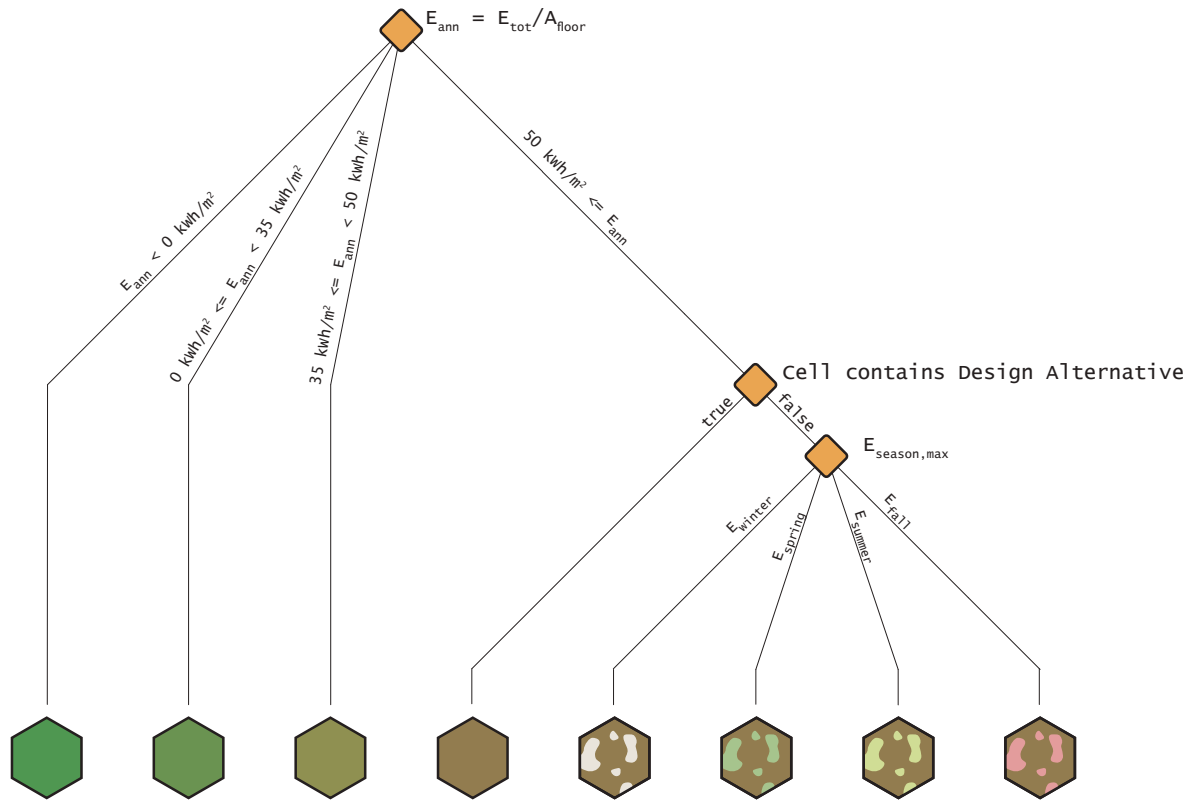 E_ann = E_tot/A_floor
E_ann < 0 kWh/m²
0 kWh/m² <= E_ann < 35 kWh/m²
35 kWh/m² <= E_ann < 50 kWh/m²
50 kWh/m² <= E_ann
Cell contains Design Alternative
true
false
E_season,max
E_winter
E_spring
E_summer
E_fall